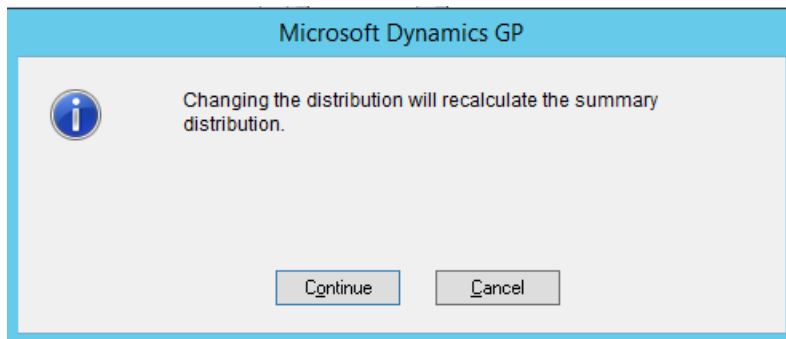 Microsoft Dynamics GP
Changing the distribution will recalculate the summary
distribution.
Continue
Cancel